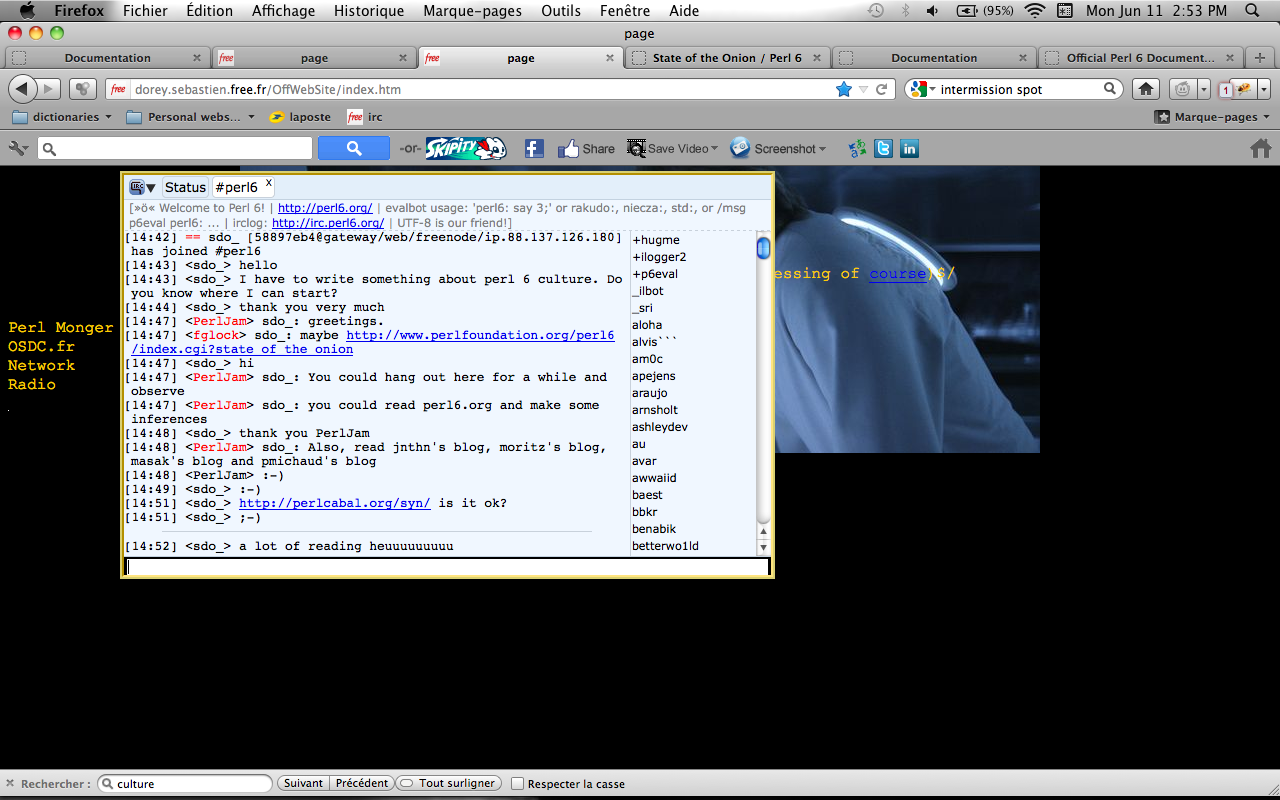 Firefox Fichier Édition Affichage Historique Marque-pages Outils Fenêtre Aide (95%) Mon Jun 11 2:53 PM
page
Documentation × free page × free page × State of the Onion / Perl 6 × Documentation × Official Perl 6 Document... × +
free dorey.sebastien.free.fr/OffWebSite/index.htm intermission spot 1
dictionaries Personal webs... laposte free irc Marque-pages
-or- SKIPITY Share Save Video Screenshot
IRC Status #perl6 x
[»ö« Welcome to Perl 6! | http://perl6.org/ | evalbot usage: 'perl6: say 3;' or rakudo:, niecza:, std:, or /msg
p6eval perl6: ... | irclog: http://irc.perl6.org/ | UTF-8 is our friend!]
[14:42] == sdo_ [58897eb4@gateway/web/freenode/ip.88.137.126.180]
has joined #perl6
[14:43] <sdo_> hello
[14:43] <sdo_> I have to write something about perl 6 culture. Do
you know where I can start?
[14:44] <sdo_> thank you very much
[14:47] <PerlJam> sdo_: greetings.
[14:47] <fglock> sdo_: maybe http://www.perlfoundation.org/perl6
/index.cgi?state of the onion
[14:47] <sdo_> hi
[14:47] <PerlJam> sdo_: You could hang out here for a while and
observe
[14:47] <PerlJam> sdo_: you could read perl6.org and make some
inferences
[14:48] <sdo_> thank you PerlJam
[14:48] <PerlJam> sdo_: Also, read jnthn's blog, moritz's blog,
masak's blog and pmichaud's blog
[14:48] <PerlJam> :-)
[14:49] <sdo_> :-)
[14:51] <sdo_> http://perlcabal.org/syn/ is it ok?
[14:51] <sdo_> ;-)
[14:52] <sdo_> a lot of reading heuuuuuuuuu
+hugme
+ilogger2
+p6eval
_ilbot
_sri
aloha
alvis```
am0c
apejens
araujo
arnsholt
ashleydev
au
avar
awwaiid
baest
bbkr
benabik
betterwo1ld
essing of course)$/
Perl Monger
OSDC.fr
Network
Radio
.
× Rechercher : culture Suivant Précédent Tout surligner Respecter la casse